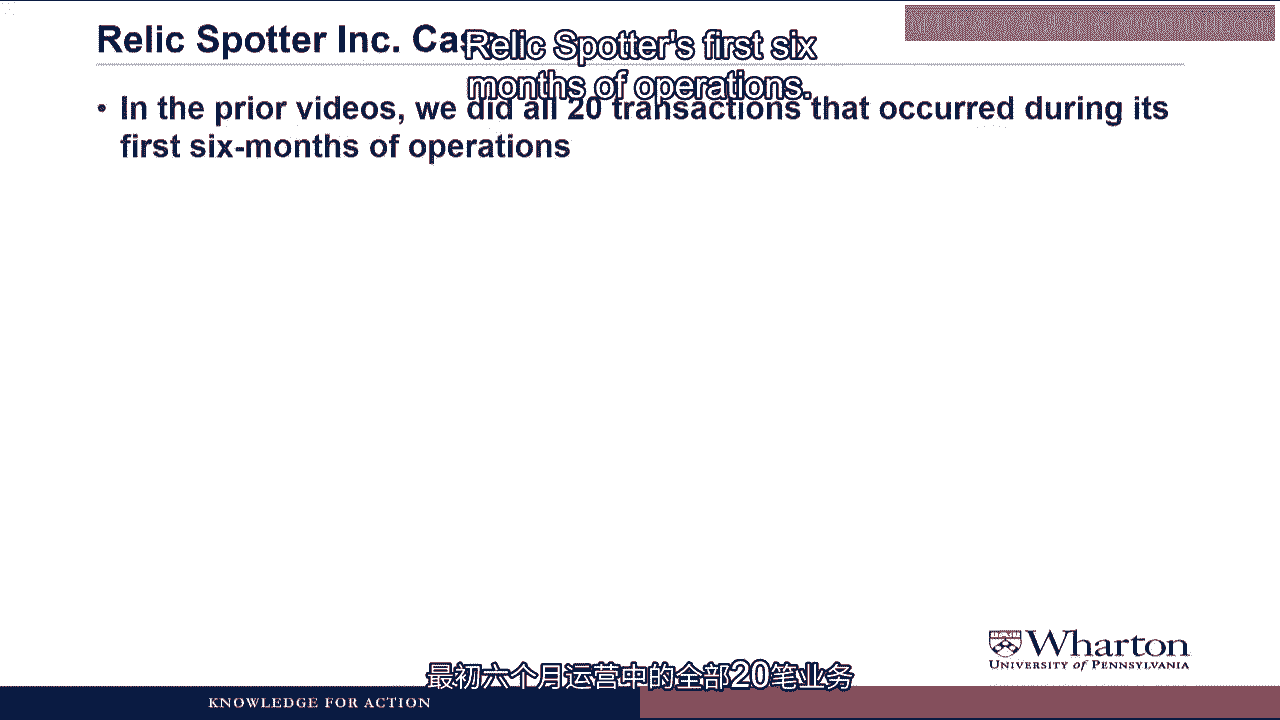 Relic Spotter Inc. Case
Relic Spotter's first six
months of operations.
• In the prior videos, we did all 20 transactions that occurred during its
first six-months of operations
Wharton
UNIVERSITY of PENNSYLVANIA
最初六个月运营中的全部20笔业务
KNOWLEDGE FOR ACTION